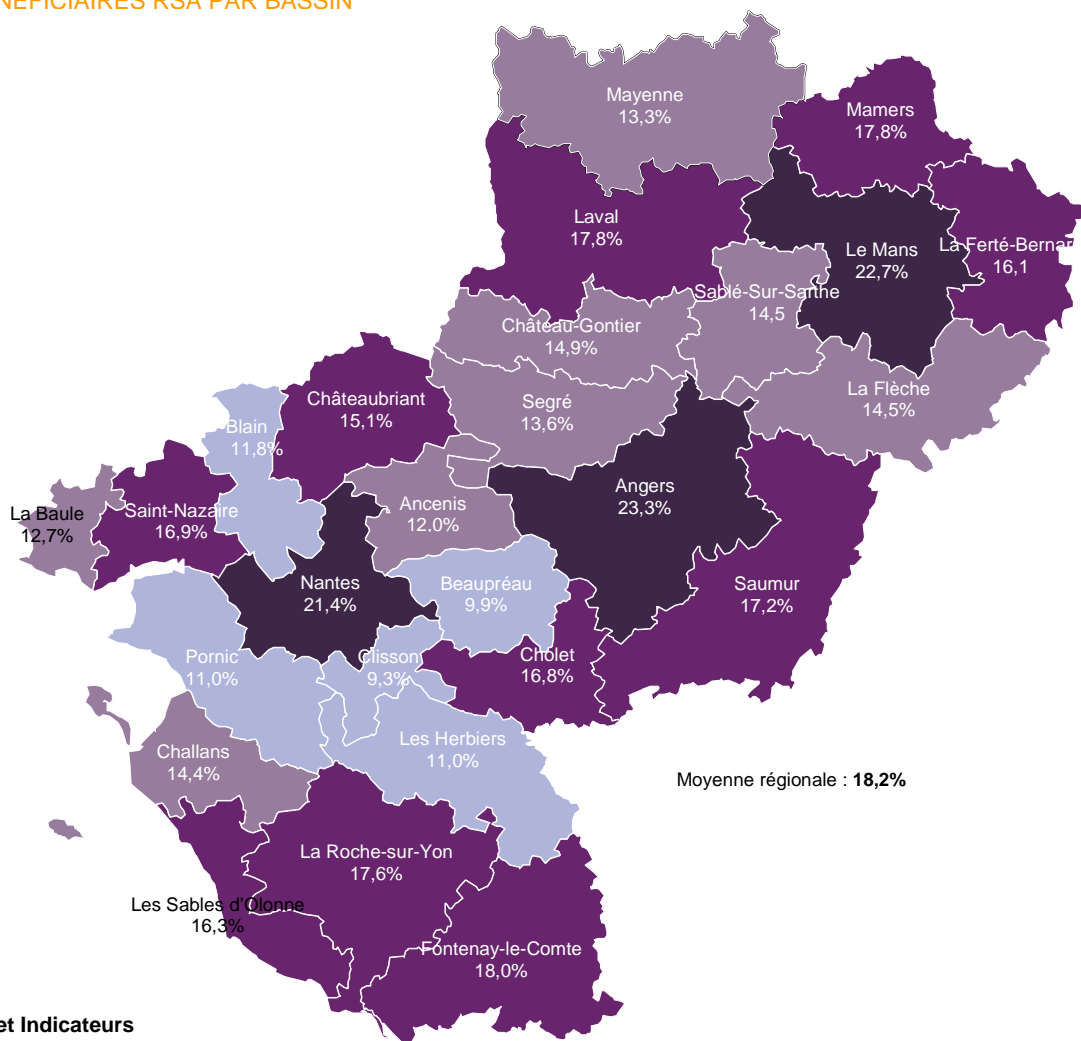 BÉNÉFICIAIRES RSA PAR BASSIN
Mayenne
13,3%
Mamers
17,8%
Laval
17,8%
Le Mans
22,7%
La Ferté-Bernar
16,1
Sablé-Sur-Sarthe
14,5
Château-Gontier
14,9%
La Flèche
14,5%
Châteaubriant
15,1%
Segré
13,6%
Blain
11,8%
Angers
23,3%
Ancenis
12.0%
La Baule
12,7%
Saint-Nazaire
16,9%
Nantes
21,4%
Beaupréau
9,9%
Saumur
17,2%
Pornic
11,0%
Clisson
9,3%
Cholet
16,8%
Les Herbiers
11,0%
Challans
14,4%
Moyenne régionale : 18,2%
La Roche-sur-Yon
17,6%
Les Sables d'Olonne
16,3%
Fontenay-le-Comte
18,0%
et Indicateurs